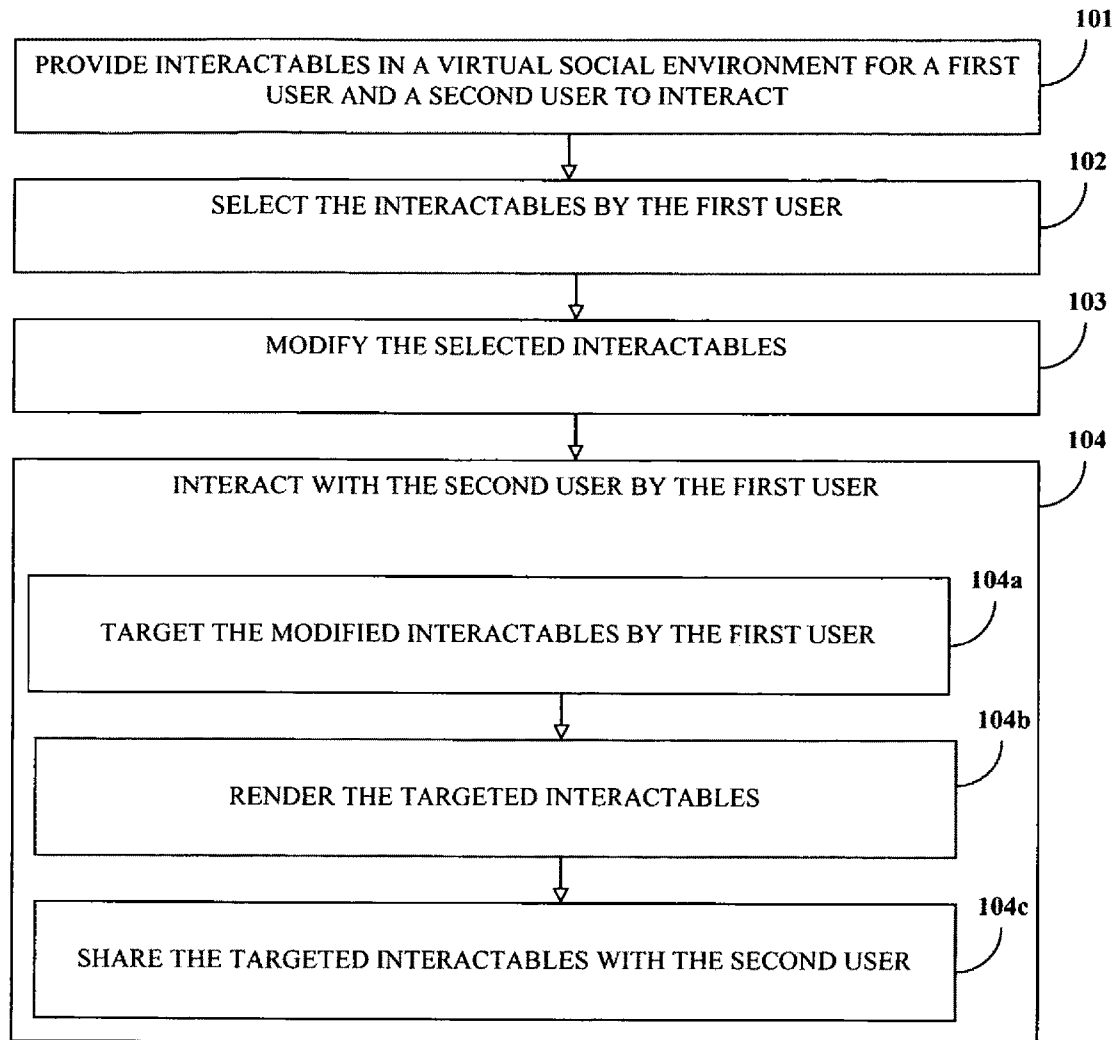 101
PROVIDE INTERACTABLES IN A VIRTUAL SOCIAL ENVIRONMENT FOR A FIRST
USER AND A SECOND USER TO INTERACT
102
SELECT THE INTERACTABLES BY THE FIRST USER
103
MODIFY THE SELECTED INTERACTABLES
104
INTERACT WITH THE SECOND USER BY THE FIRST USER
104a
TARGET THE MODIFIED INTERACTABLES BY THE FIRST USER
104b
RENDER THE TARGETED INTERACTABLES
104c
SHARE THE TARGETED INTERACTABLES WITH THE SECOND USER